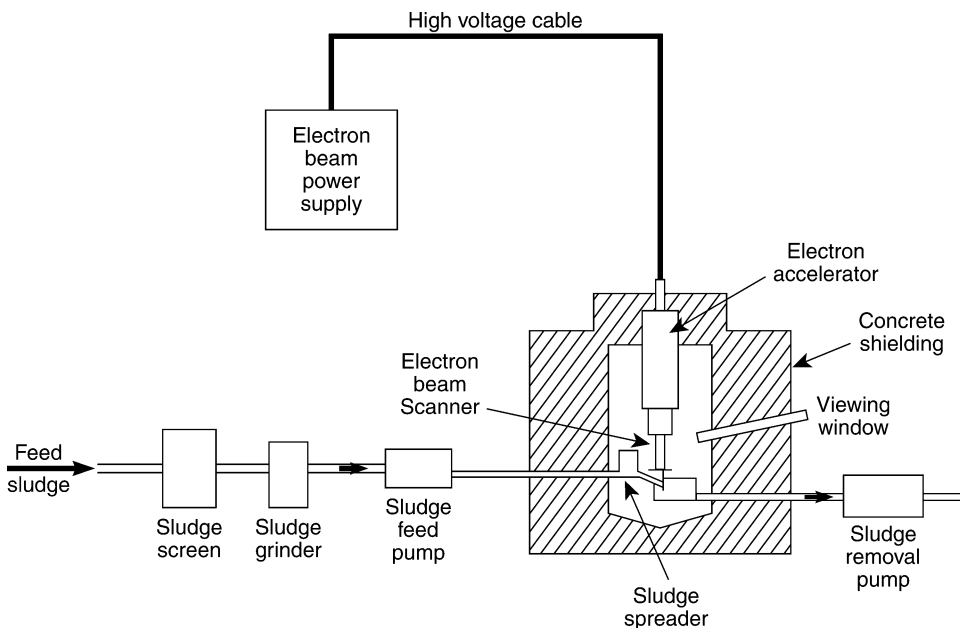 High voltage cable
Electron
beam
power
supply
Electron
accelerator
Concrete
shielding
Electron
beam
Scanner
Viewing
window
Feed
sludge
Sludge
screen
Sludge
grinder
Sludge
feed
pump
Sludge
spreader
Sludge
removal
pump